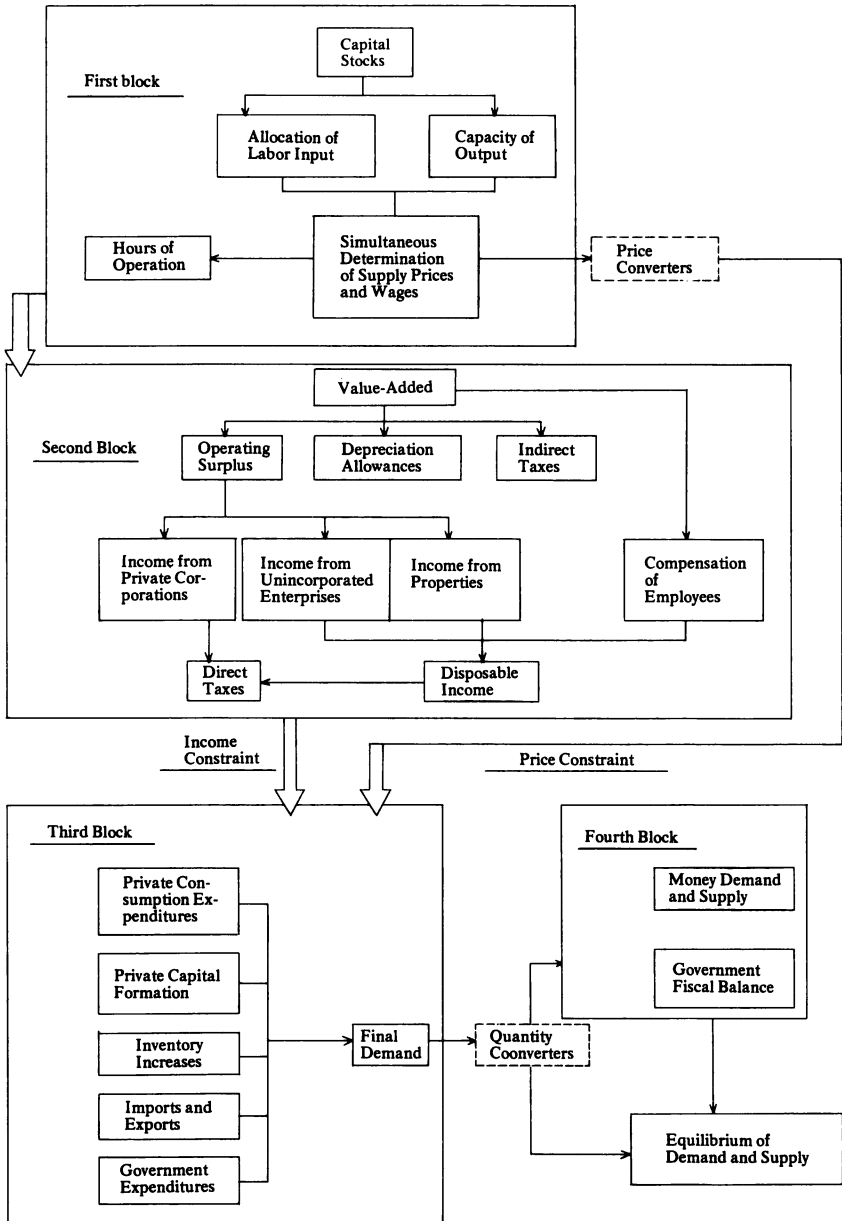 Capital
Stocks
First block
Allocation of
Labor Input
Capacity of
Output
Hours of
Operation
Simultaneous
Determination
of Supply Prices
and Wages
Price
Converters
Value-Added
Second Block
Operating
Surplus
Depreciation
Allowances
Indirect
Taxes
Income from
Private Cor-
porations
Income from
Unincorporated
Enterprises
Income from
Properties
Compensation
of
Employees
Direct
Taxes
Disposable
Income
Income
Constraint
Price Constraint
Third Block
Private Con-
sumption Ex-
penditures
Private Capital
Formation
Inventory
Increases
Imports and
Exports
Government
Expenditures
Final
Demand
Quantity
Coonverters
Fourth Block
Money Demand
and Supply
Government
Fiscal Balance
Equilibrium of
Demand and Supply